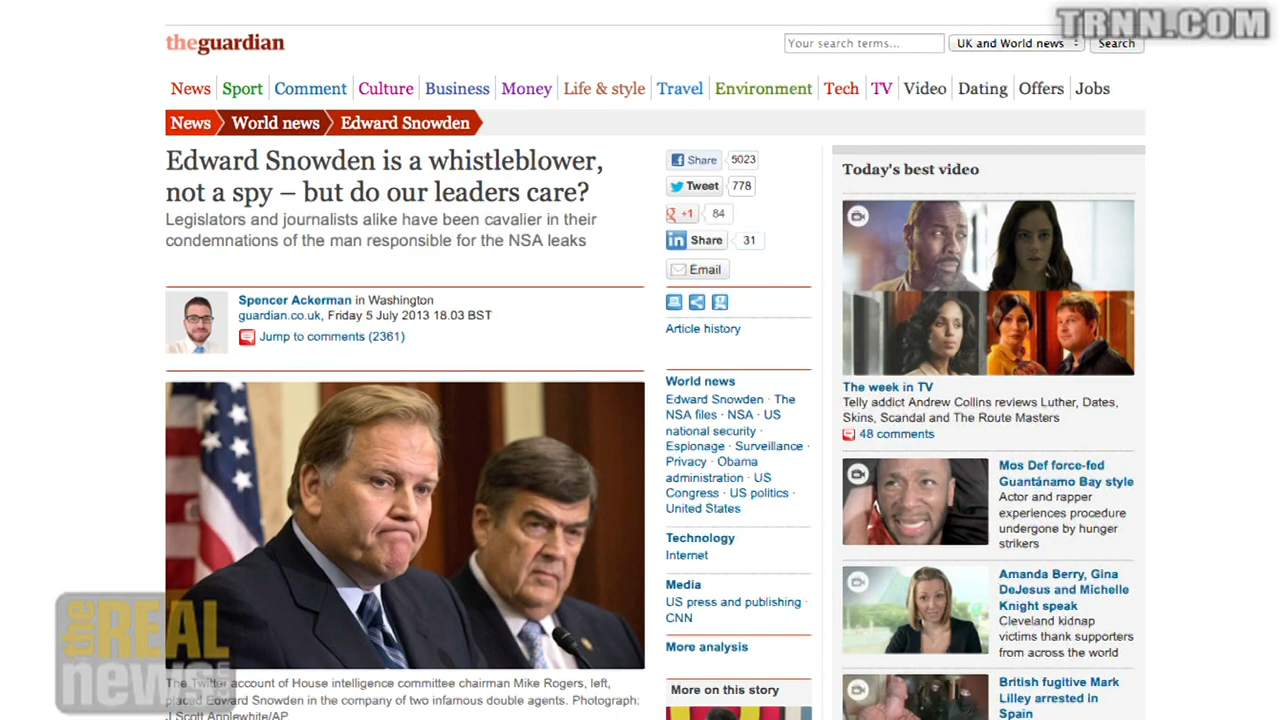 TRNN.COM
theguardian
Your search terms... UK and World news Search
News Sport Comment Culture Business Money Life & style Travel Environment Tech TV Video Dating Offers Jobs
News World news Edward Snowden
Edward Snowden is a whistleblower,
not a spy – but do our leaders care?
Legislators and journalists alike have been cavalier in their
condemnations of the man responsible for the NSA leaks
Spencer Ackerman in Washington
guardian.co.uk, Friday 5 July 2013 18.03 BST
Jump to comments (2361)
The Twitter account of House intelligence committee chairman Mike Rogers, left,
placed Edward Snowden in the company of two infamous double agents. Photograph:
J Scott Applewhite/AP
the REAL
news.com
Share 5023
Tweet 778
+1 84
in Share 31
Email
Article history
World news
Edward Snowden · The
NSA files · NSA · US
national security ·
Espionage · Surveillance ·
Privacy · Obama
administration · US
Congress · US politics ·
United States
Technology
Internet
Media
US press and publishing ·
CNN
More analysis
More on this story
Today's best video
The week in TV
Telly addict Andrew Collins reviews Luther, Dates,
Skins, Scandal and The Route Masters
48 comments
Mos Def force-fed
Guantánamo Bay style
Actor and rapper
experiences procedure
undergone by hunger
strikers
Amanda Berry, Gina
DeJesus and Michelle
Knight speak
Cleveland kidnap
victims thank supporters
from across the world
British fugitive Mark
Lilley arrested in
Spain